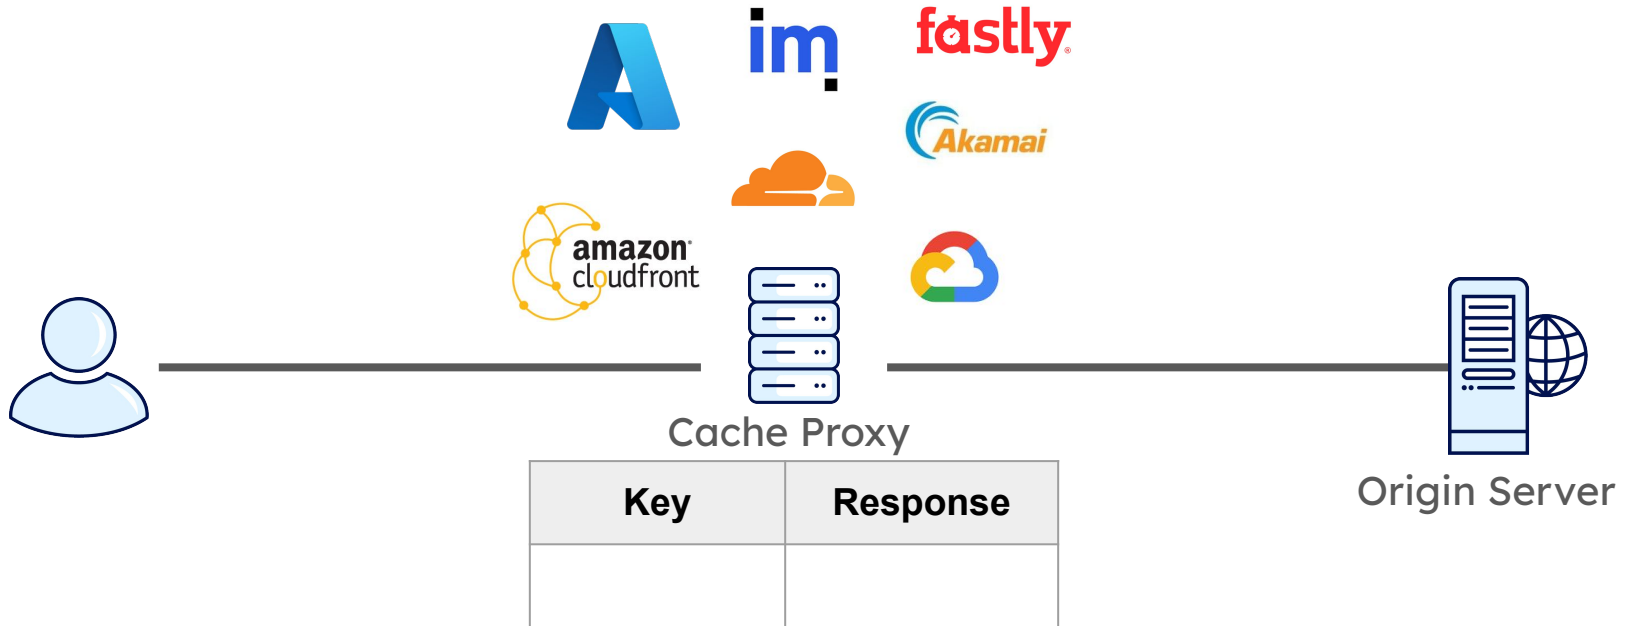 im
fastly®
Akamai
amazon
cloudfront
Cache Proxy
Key Response
Origin Server